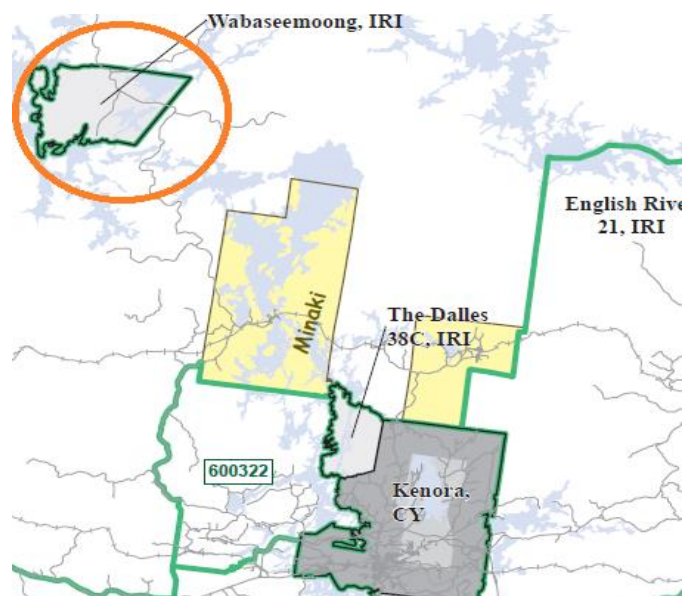 Wabaseemoong, IRI
English Rive
21, IRI
The Dalles
38C, IRI
Minaki
600322
Kenora,
CY